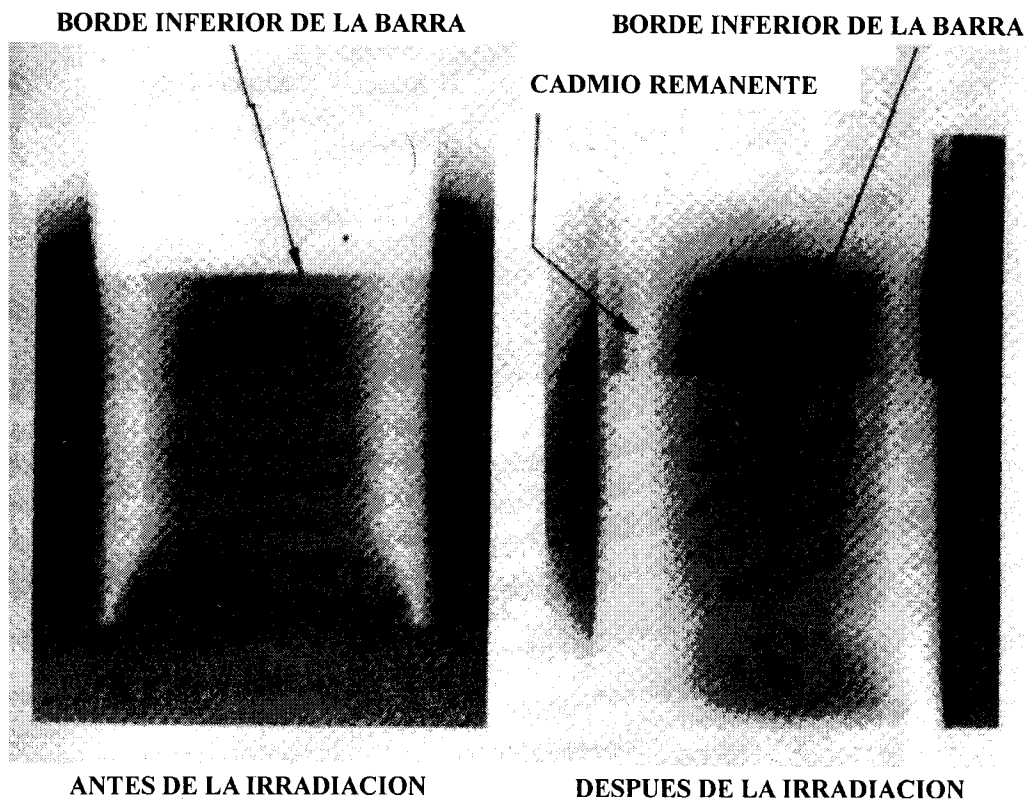 BORDE INFERIOR DE LA BARRA
BORDE INFERIOR DE LA BARRA
CADMIO REMANENTE
ANTES DE LA IRRADIACION
DESPUES DE LA IRRADIACION